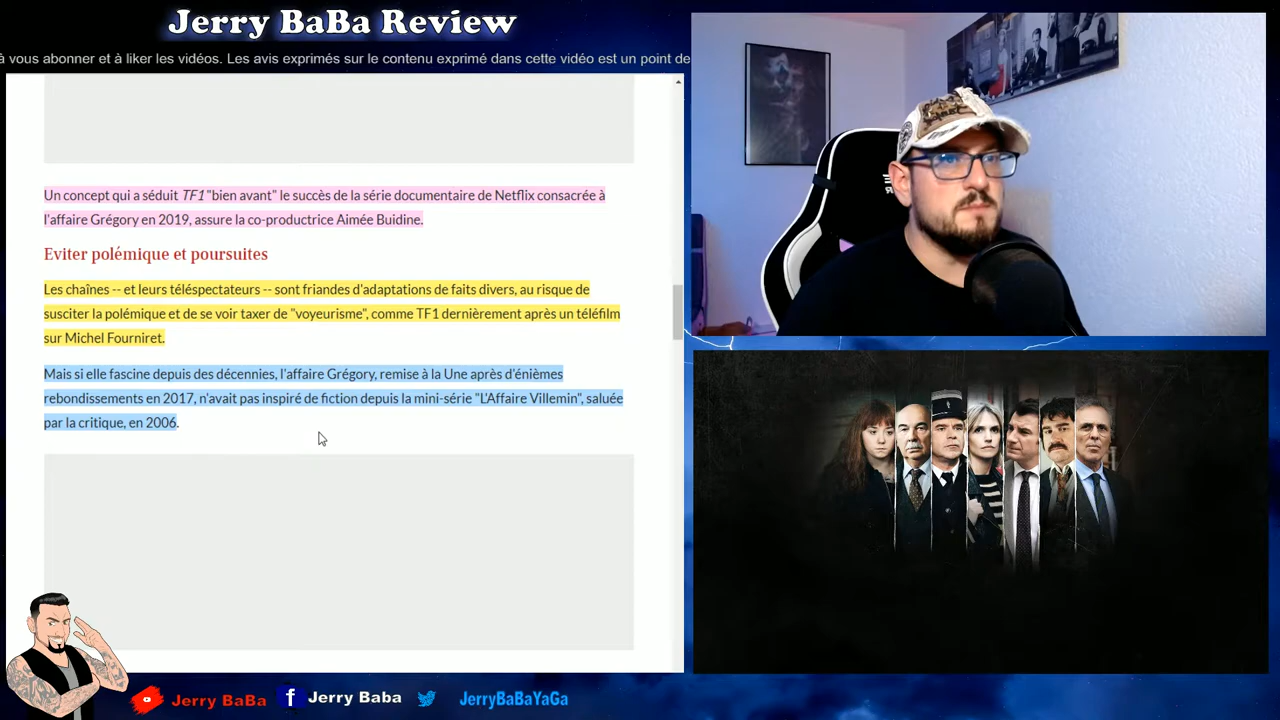 Jerry BaBa Review
à vous abonner et à liker les vidéos. Les avis exprimés sur le contenu exprimé dans cette vidéo est un point de
Un concept qui a séduit TF1 "bien avant" le succès de la série documentaire de Netflix consacrée à
l'affaire Grégory en 2019, assure la co-productrice Aimée Buidine.
Eviter polémique et poursuites
Les chaînes -- et leurs téléspectateurs -- sont friandes d'adaptations de faits divers, au risque de
susciter la polémique et de se voir taxer de "voyeurisme", comme TF1 dernièrement après un téléfilm
sur Michel Fourniret.
Mais si elle fascine depuis des décennies, l'affaire Grégory, remise à la Une après d'énièmes
rebondissements en 2017, n'avait pas inspiré de fiction depuis la mini-série "L'Affaire Villemin", saluée
par la critique, en 2006.
Jerry BaBa
Jerry Baba
JerryBaBaYaGa